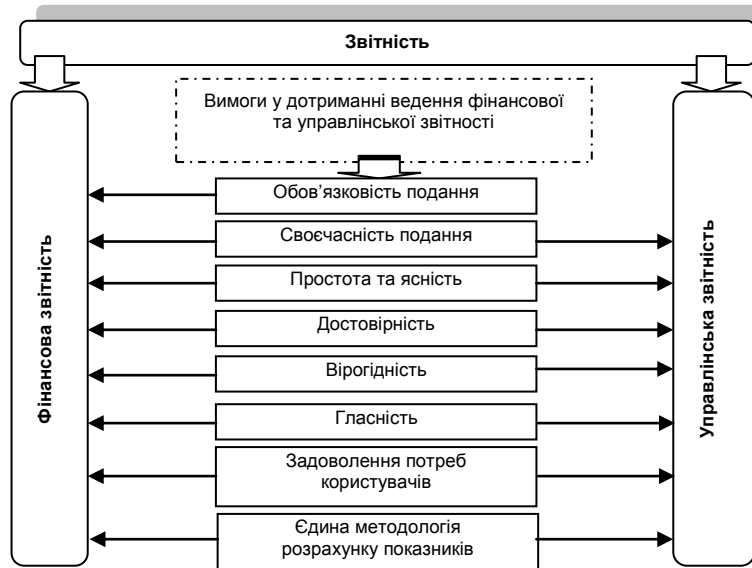 Звітність
Вимоги у дотриманні ведення фінансової
та управлінської звітності
Фінансова звітність
Обов’язковість подання
Своєчасність подання
Простота та ясність
Достовірність
Вірогідність
Гласність
Задоволення потреб
користувачів
Єдина методологія
розрахунку показників
Управлінська звітність